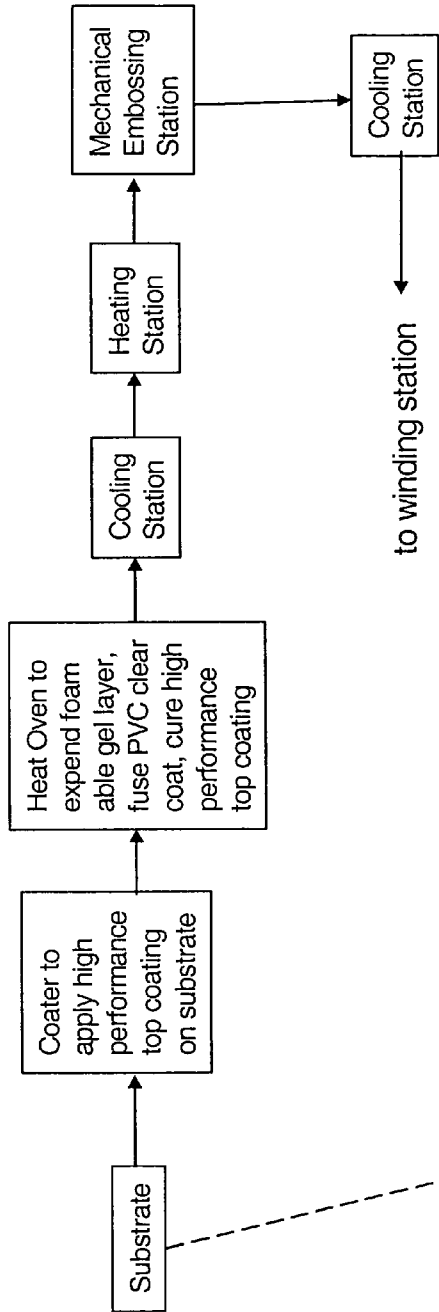 Substrate
Coater to
apply high
performance
top coating
on substrate
Heat Oven to
expend foam
able gel layer,
fuse PVC clear
coat, cure high
performance
top coating
Cooling
Station
Heating
Station
Mechanical
Embossing
Station
Cooling
Station
to winding station